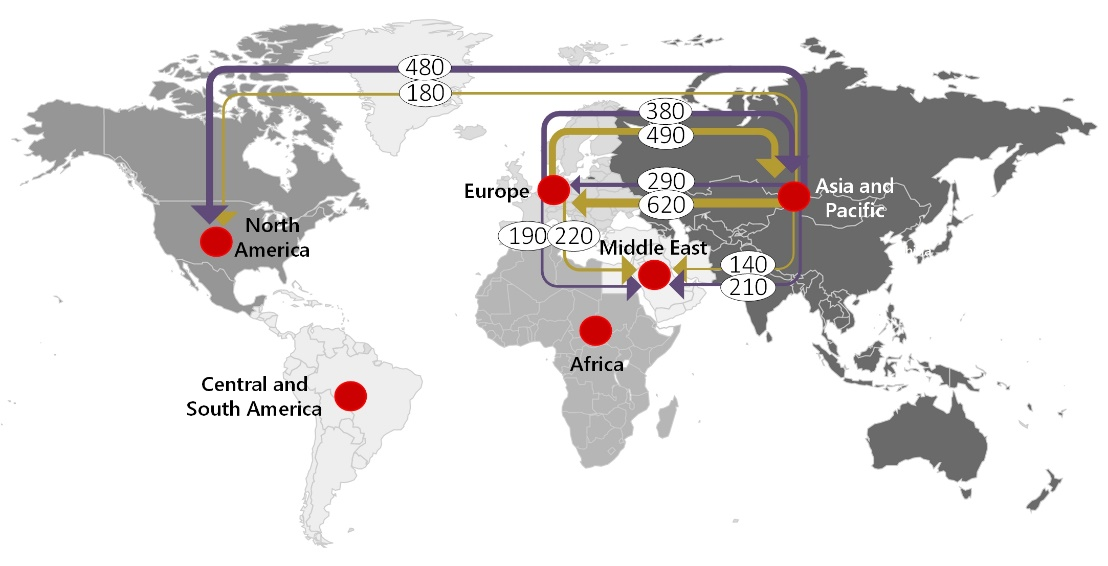 480
180
380
490
290
620
Europe
Asia and
Pacific
190
220
North
America
Middle East
140
210
Africa
Central and
South America